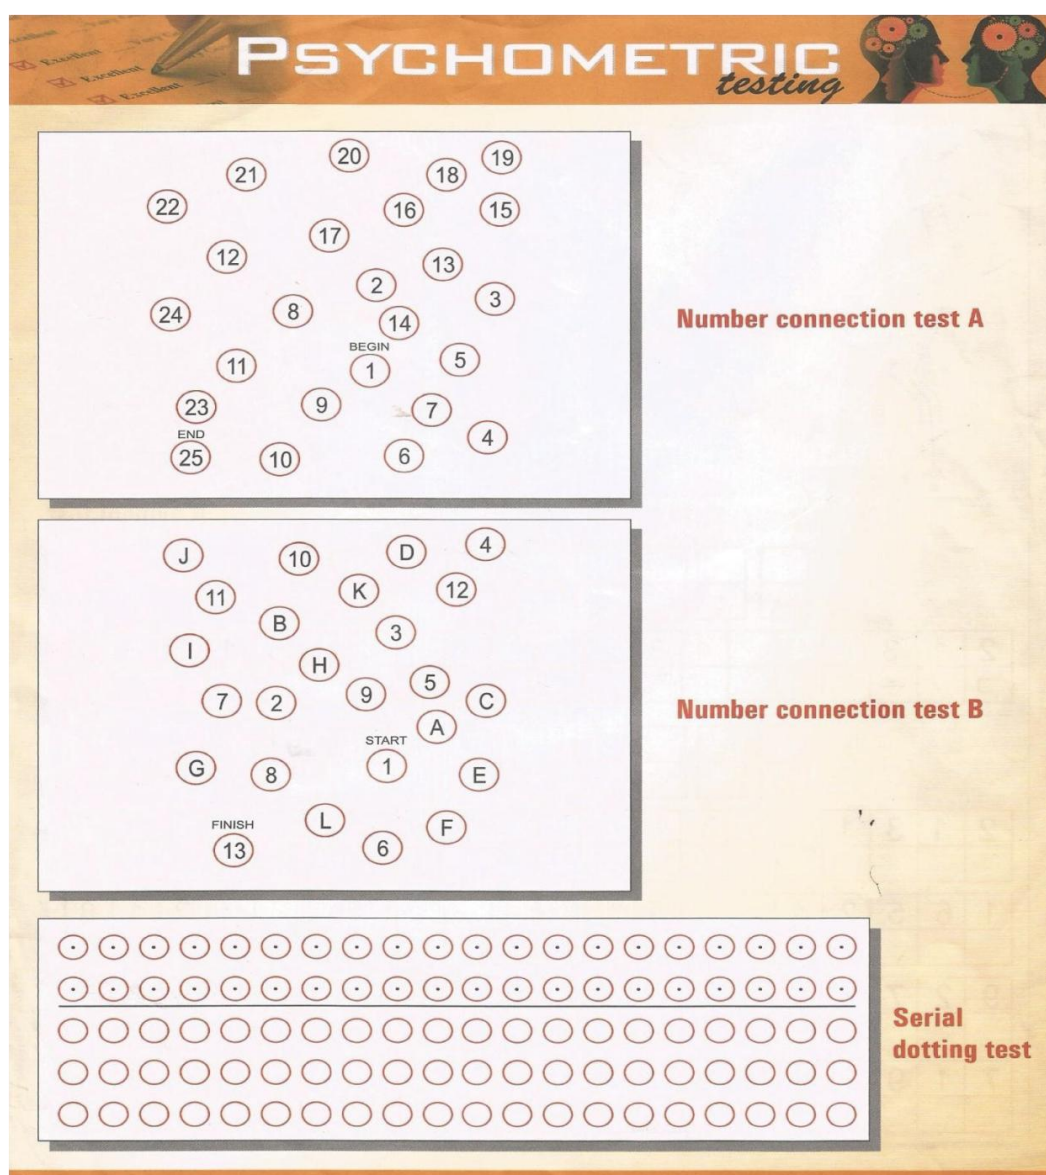 Excellent
Excellent
Excellent
PSYCHOMETRIC
testing
20
19
21
18
22
16
15
17
12
13
2
3
24
8
14
BEGIN
1
5
11
9
7
23
4
END
25
10
6
Number connection test A
J
10
D
4
11
K
12
B
3
I
H
7
2
9
5
C
A
START
1
G
8
E
L
F
FINISH
13
6
Number connection test B
Serial
dotting test